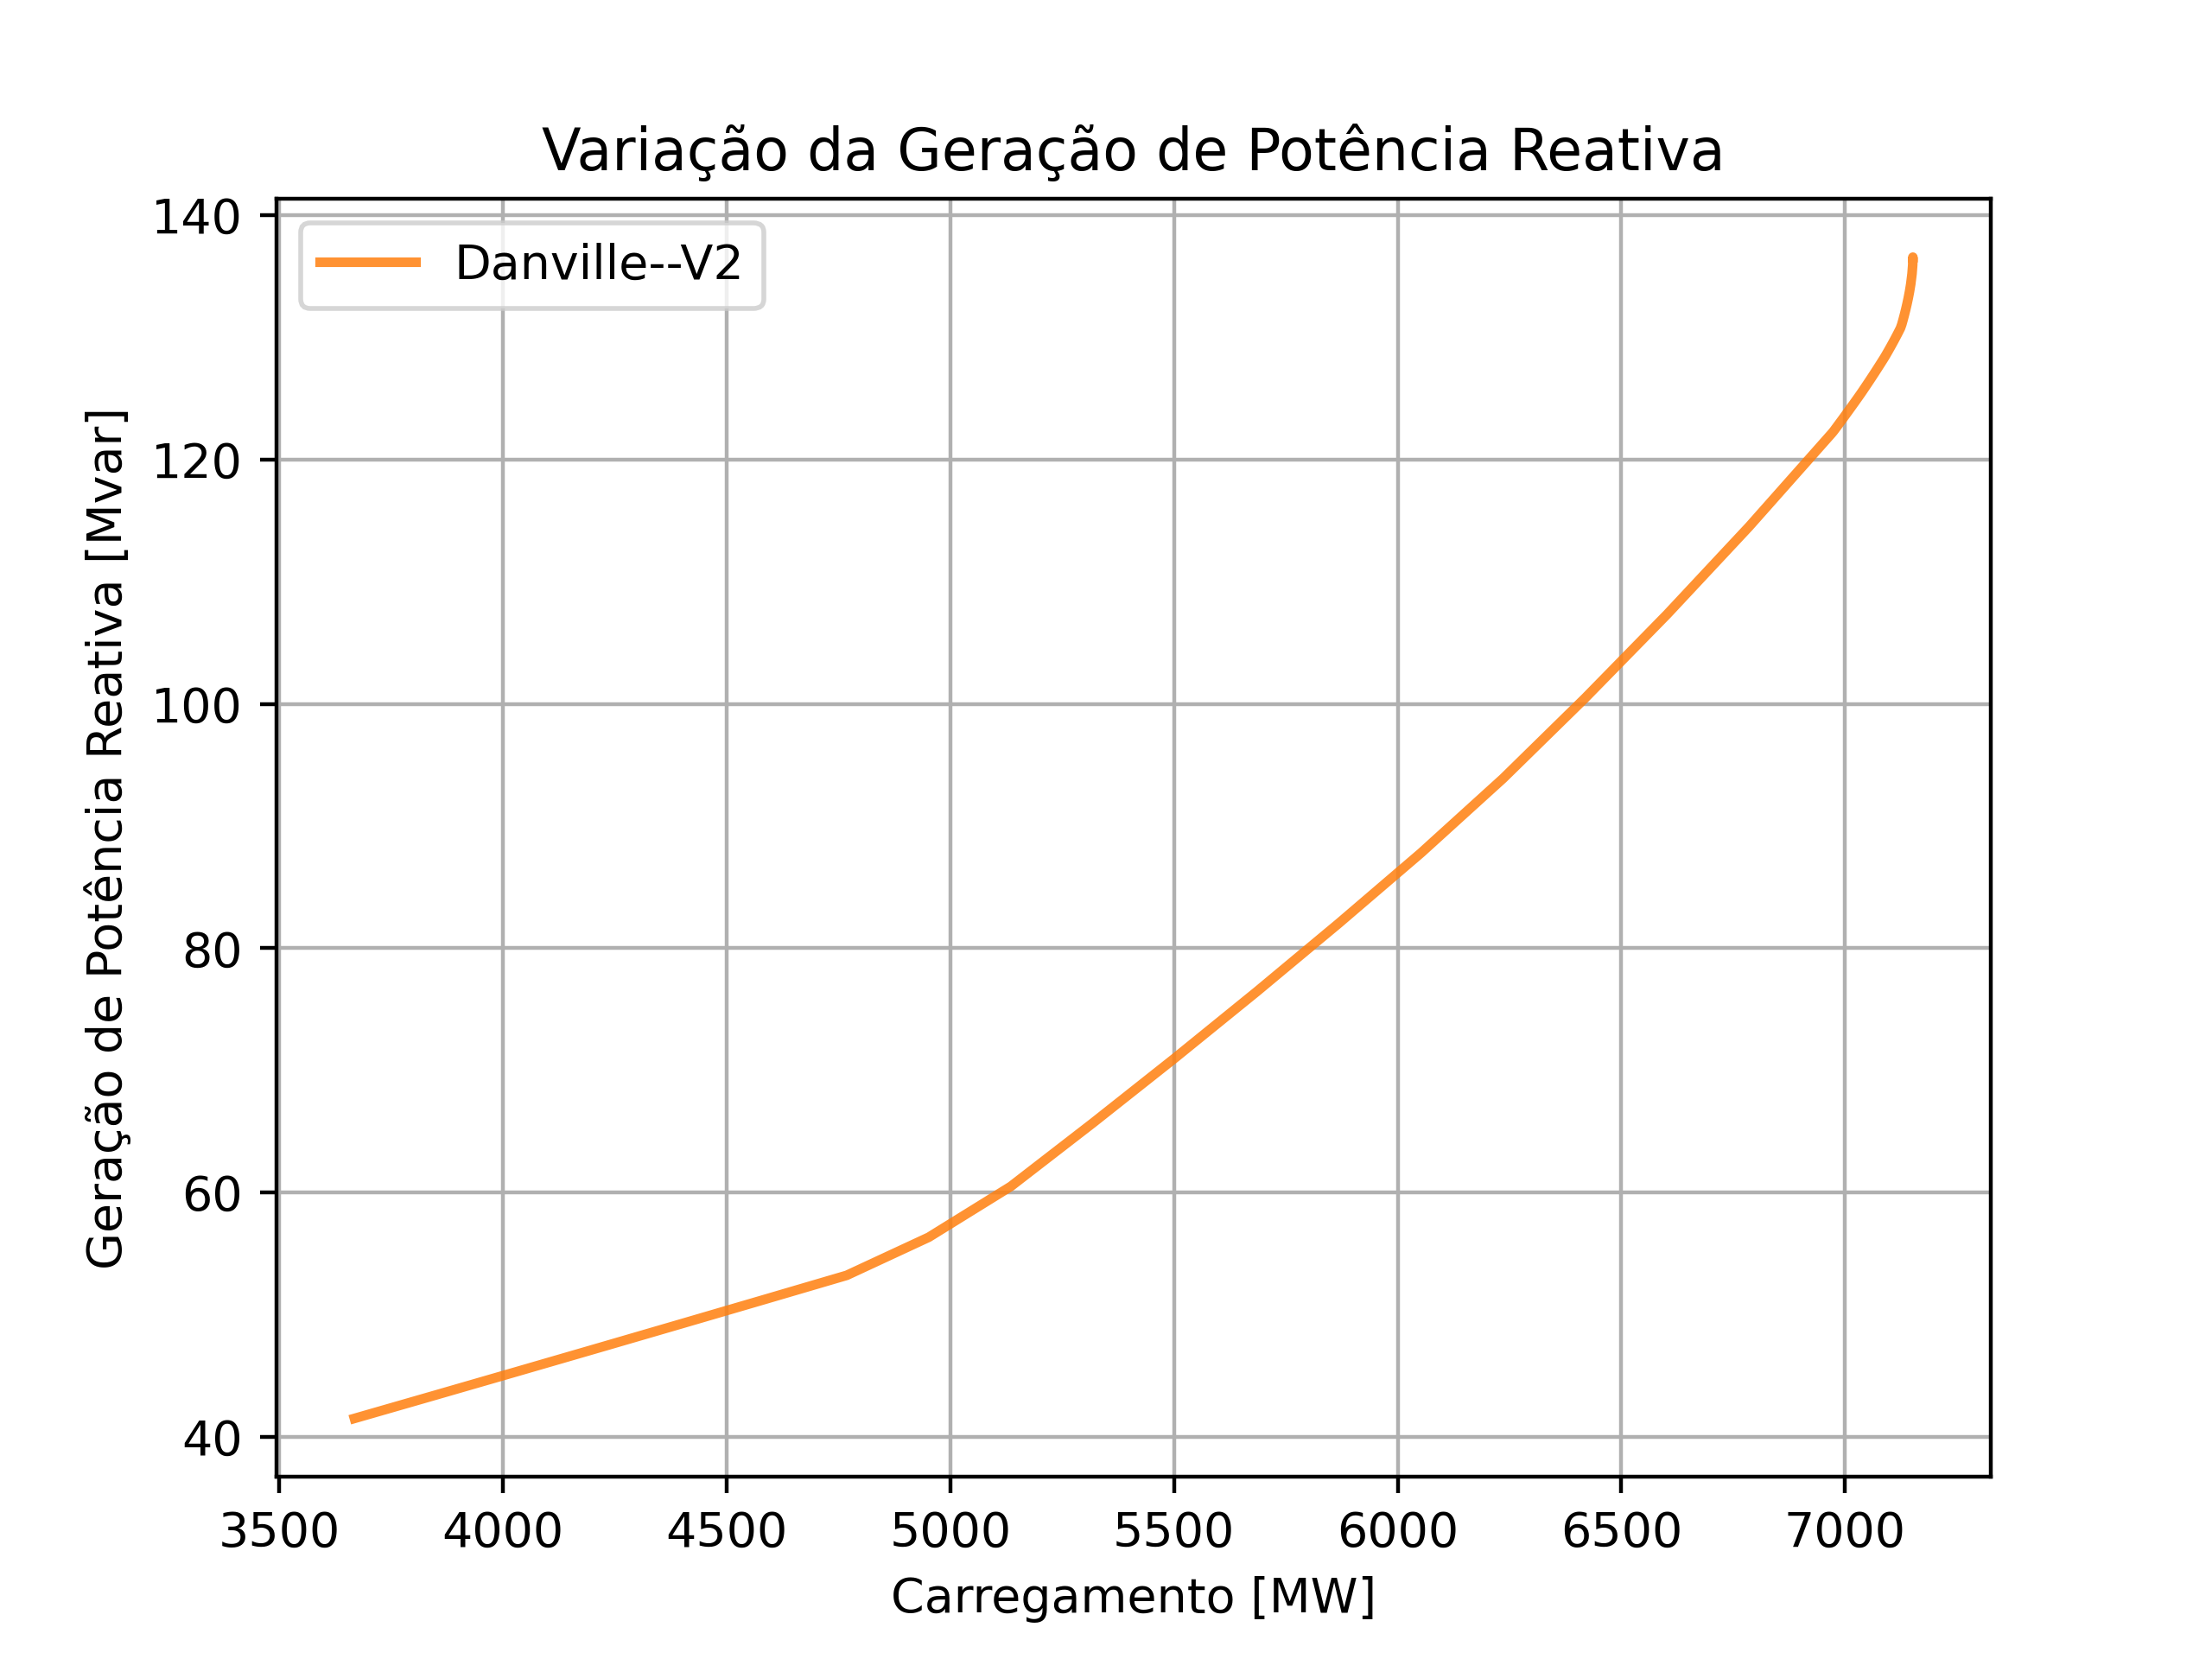 Variação da Geração de Potência Reativa
Danville--V2
Geração de Potência Reativa [Mvar]
140
120
100
80
60
40
3500 4000 4500 5000 5500 6000 6500 7000
Carregamento [MW]